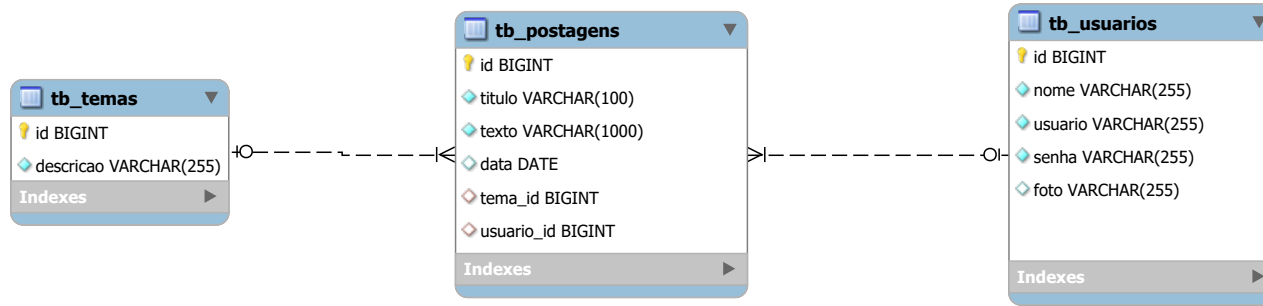 tb_temas
id BIGINT
descricao VARCHAR(255)
Indexes
tb_postagens
id BIGINT
titulo VARCHAR(100)
texto VARCHAR(1000)
data DATE
tema_id BIGINT
usuario_id BIGINT
Indexes
tb_usuarios
id BIGINT
nome VARCHAR(255)
usuario VARCHAR(255)
senha VARCHAR(255)
foto VARCHAR(255)
Indexes